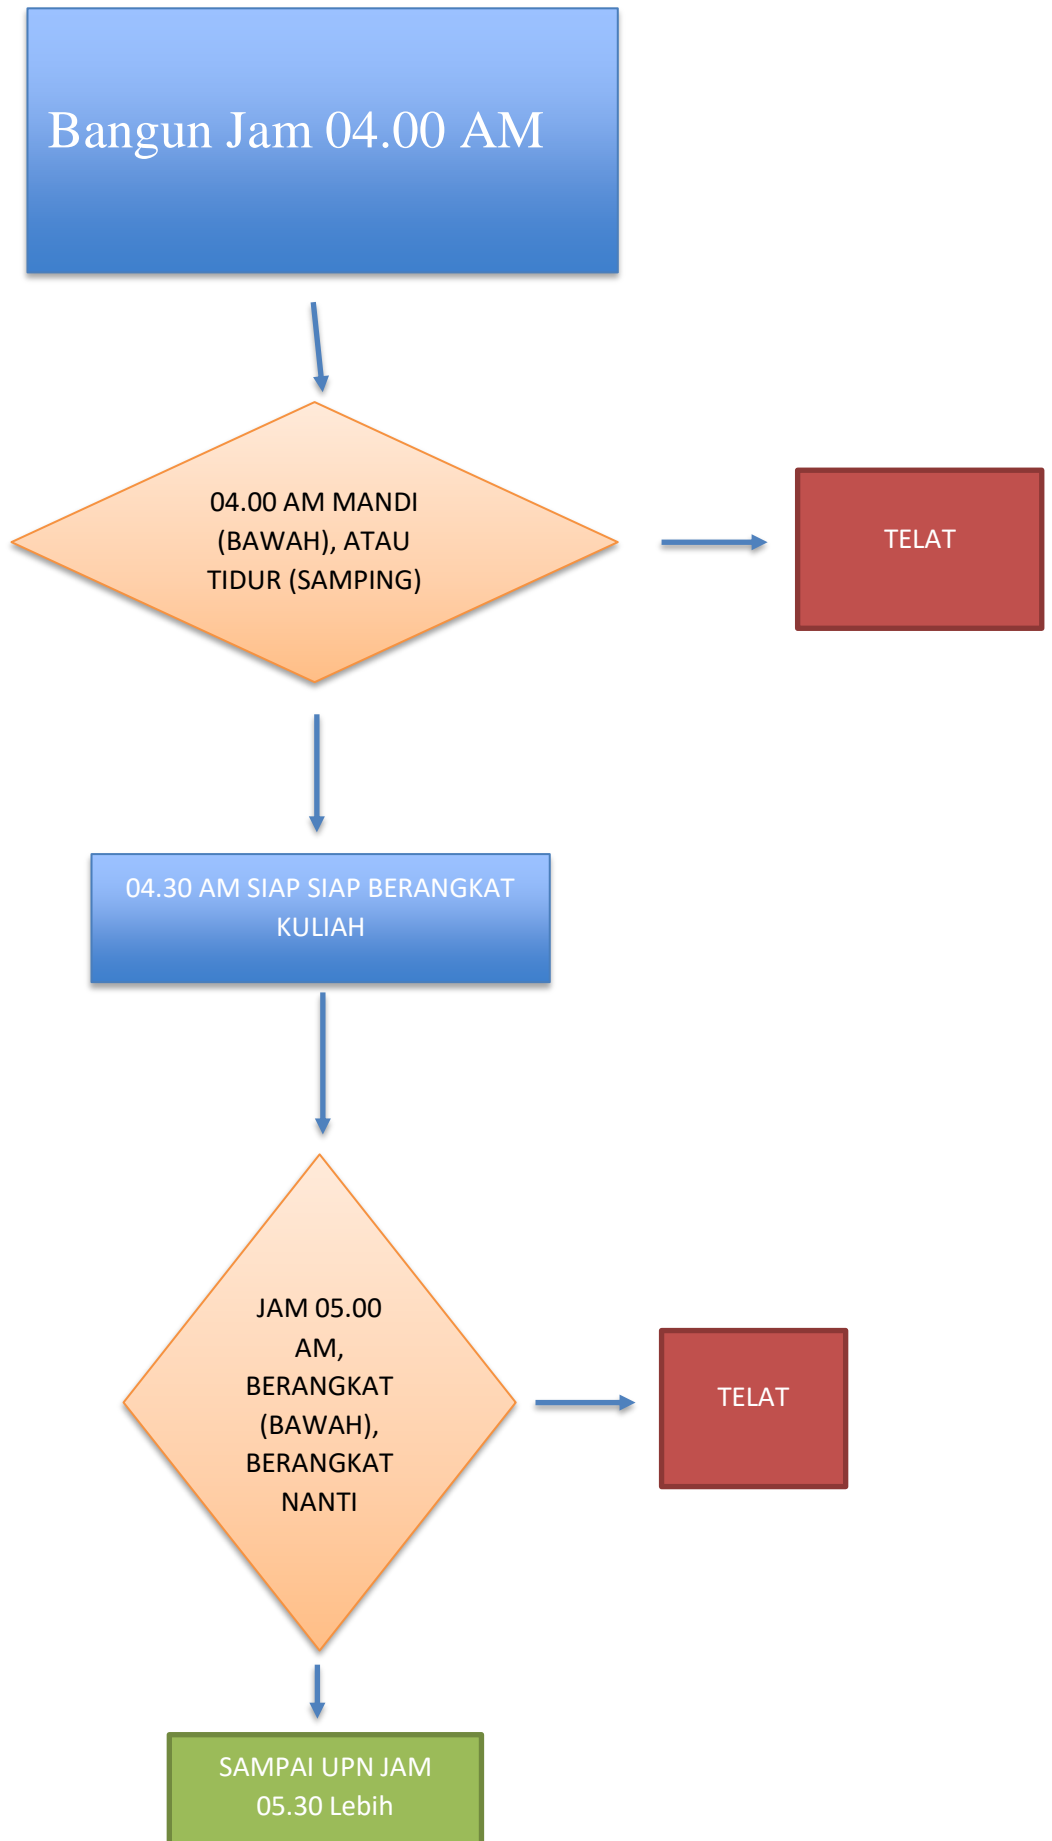 Bangun Jam 04.00 AM
04.00 AM MANDI
(BAWAH), ATAU
TIDUR (SAMPING)
TELAT
04.30 AM SIAP SIAP BERANGKAT
KULIAH
JAM 05.00
AM,
BERANGKAT
(BAWAH),
BERANGKAT
NANTI
TELAT
SAMPAI UPN JAM
05.30 Lebih